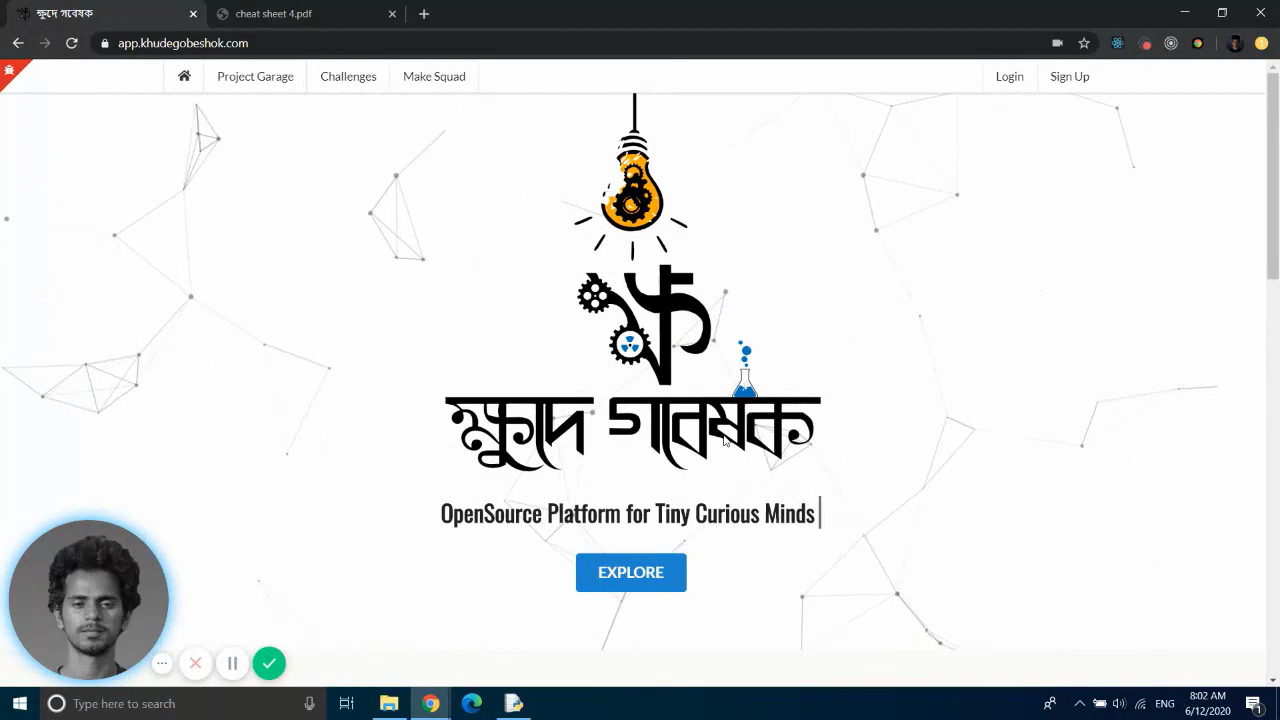 ক্ষুদে গবেষক
cheat sheet 4.pdf
app.khudegobeshok.com
Project Garage
Challenges
Make Squad
Login
Sign Up
ক্ষ
ক্ষুদে গবেষক
OpenSource Platform for Tiny Curious Minds
EXPLORE
Type here to search
ENG
8:02 AM
6/12/2020